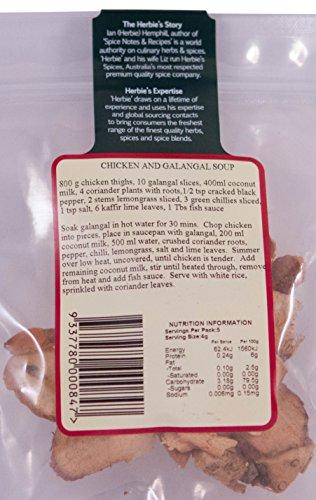 The Herbie's Story
Ian (Herbie) Hemphill, author of
'Spice Notes & Recipes' is a world
authority on culinary herbs & spices.
'Herbie' and his wife Liz run Herbie's
Spices, Australia's most respected
premium quality spice company.
Herbie's Expertise
'Herbie' draws on a lifetime of
experience and uses his expertise
and global sourcing contacts
to bring consumers the freshest
range of the finest quality herbs,
spices and spice blends.
CHICKEN AND GALANGAL SOUP
800 g chicken thighs, 10 galangal slices, 400ml coconut
milk, 4 coriander plants with roots,1/2 tsp cracked black
pepper, 2 stems lemongrass sliced, 3 green chillies sliced,
1 tsp salt, 6 kaffir lime leaves, 1 Tbs fish sauce
Soak galangal in hot water for 30 mins. Chop chicken
into pieces, place in saucepan with galangal, 200 ml
coconut milk, 500 ml water, crushed coriander roots,
pepper, chilli, lemongrass, salt and lime leaves. Simmer
over low heat, uncovered, until chicken is tender. Add
remaining coconut milk, stir until heated through, remove
from heat and add fish sauce. Serve with white rice,
sprinkled with coriander leaves.
9337780000847
NUTRITION INFORMATION
Servings Per Pack:5
Serving Size:4g
Per Serve Per 100g
Energy 62.4kJ 1560kJ
Protein 0.24g 6g
Fat
-Total 0.10g 2.5g
-Saturated 0.00g 0.00g
Carbohydrate 3.18g 79.5g
-Sugars 0.00g 0.00g
Sodium 0.006mg 0.15mg